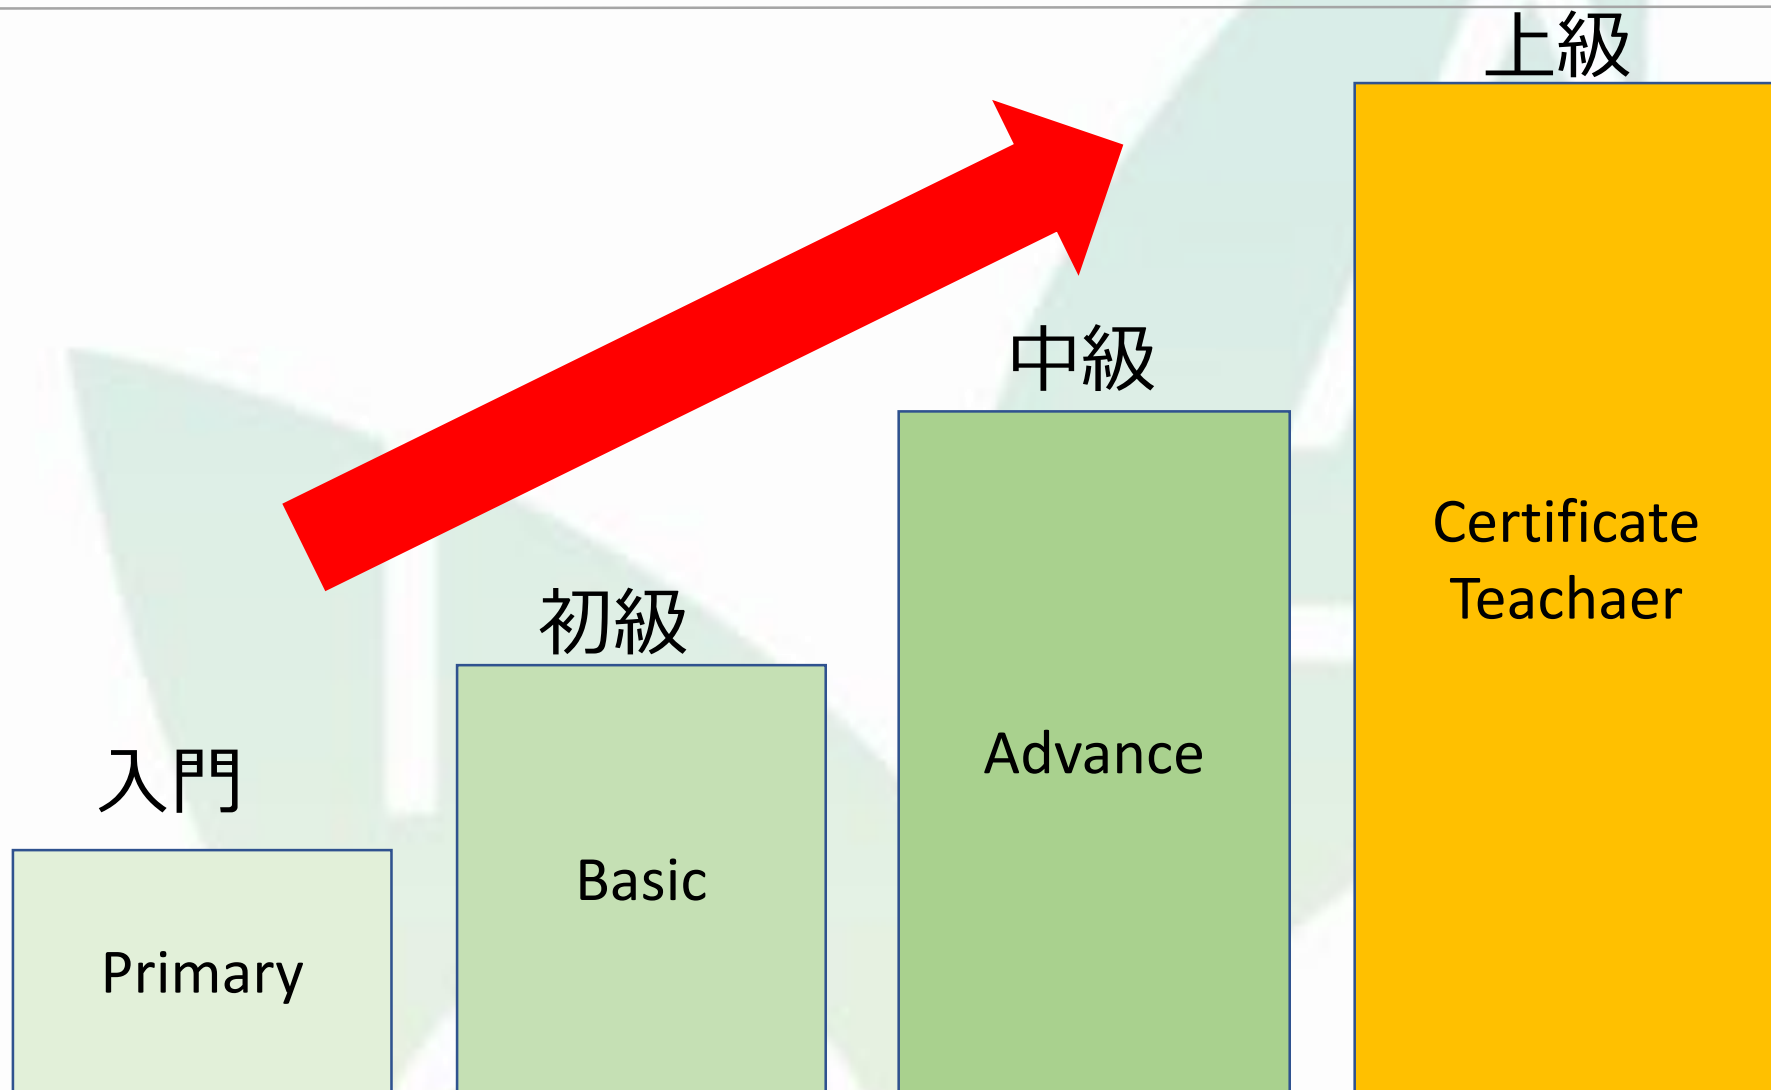 入門
Primary
初級
Basic
中級
Advance
上級
Certificate
Teachaer